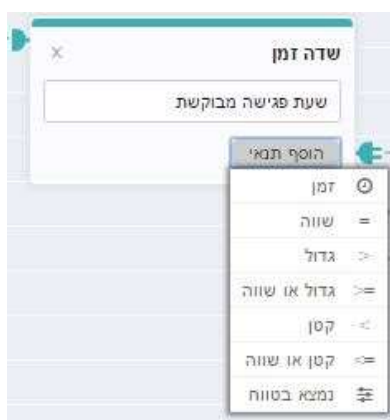 שדה זמן ×
שעת פגישה מבוקשת
הוסף תנאי
זמן
שווה =
גדול >
גדול או שווה >=
קטן <
קטן או שווה <=
נמצא בטווח